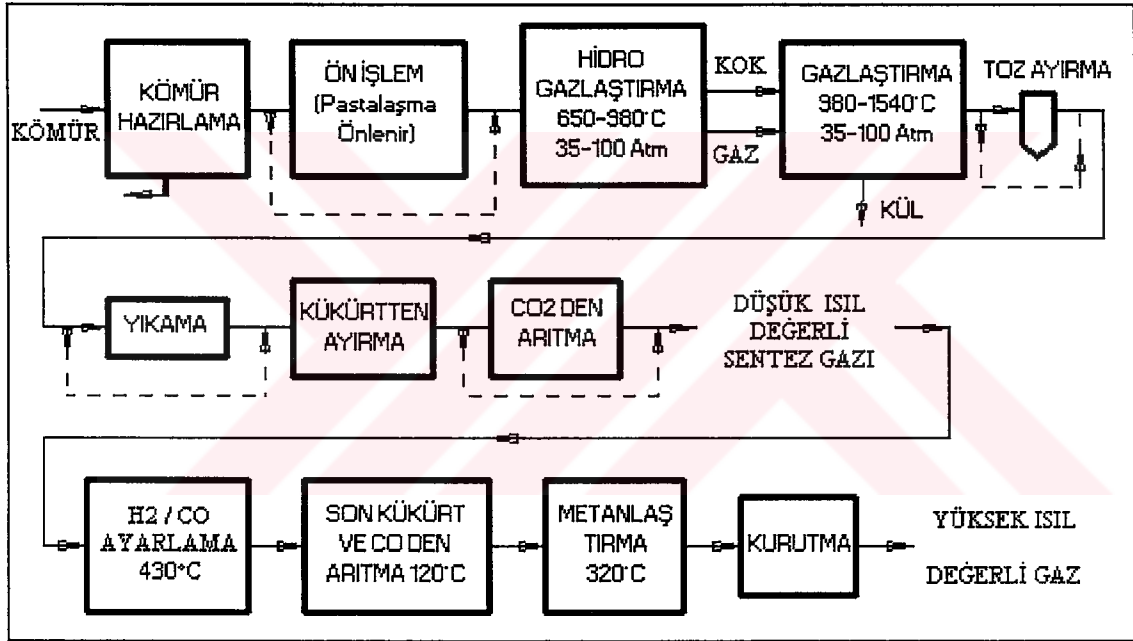 KÖMÜR
KÖMÜR
HAZIRLAMA
ÖN İŞLEM
(Pastalaşma
Önlenir)
HİDRO
GAZLAŞTIRMA
650-980°C
35-100 Atm
KOK
GAZ
GAZLAŞTIRMA
980-1540°C
35-100 Atm
KÜL
TOZ AYIRMA
YIKAMA
KÜKÜRTTEN
AYIRMA
CO2 DEN
ARITMA
DÜŞÜK ISIL
DEĞERLİ
SENTEZ GAZI
H2 / CO
AYARLAMA
430°C
SON KÜKÜRT
VE CO DEN
ARITMA 120°C
METANLAŞ
TIRMA
320°C
KURUTMA
YÜKSEK ISIL
DEĞERLİ GAZ